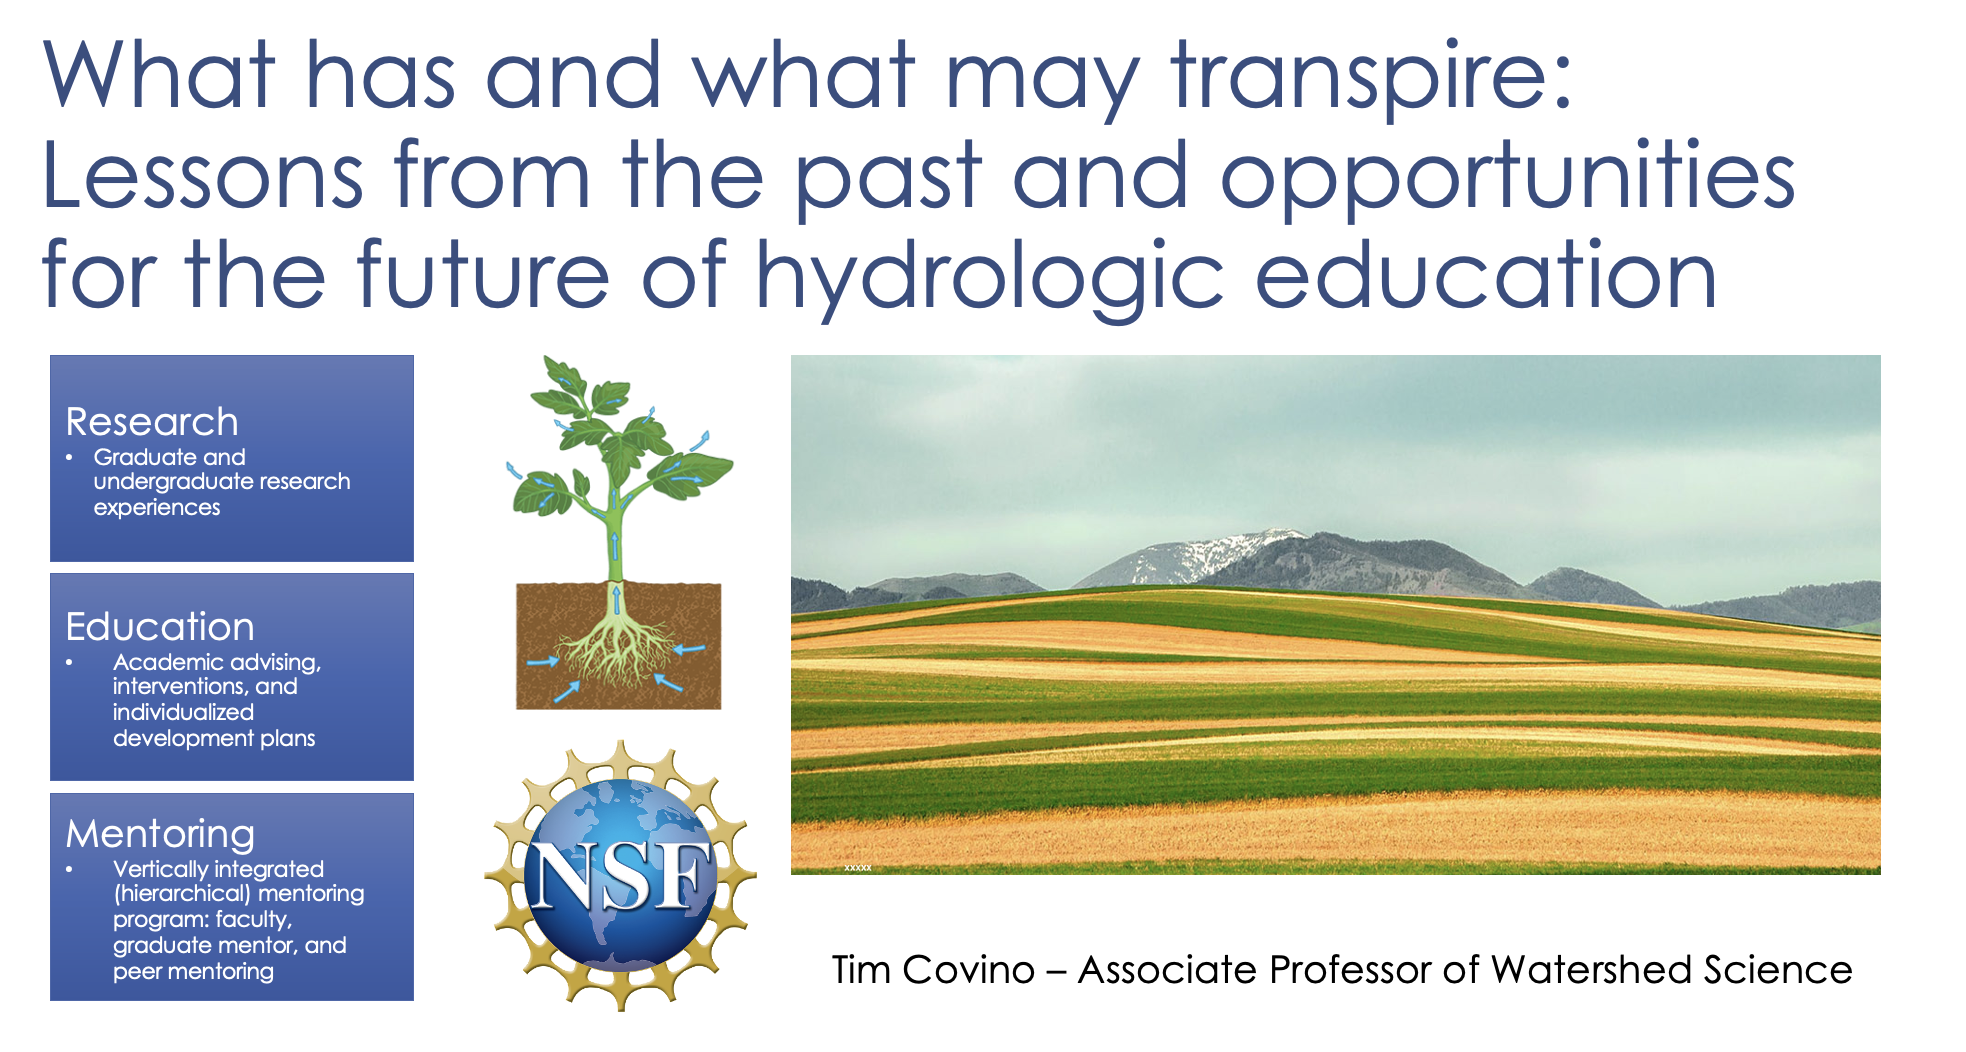 What has and what may transpire:
Lessons from the past and opportunities
for the future of hydrologic education
Research
• Graduate and
undergraduate research
experiences
Education
• Academic advising,
interventions, and
individualized
development plans
Mentoring
• Vertically integrated
(hierarchical) mentoring
program: faculty,
graduate mentor, and
peer mentoring
NSF
xxxxx
Tim Covino – Associate Professor of Watershed Science